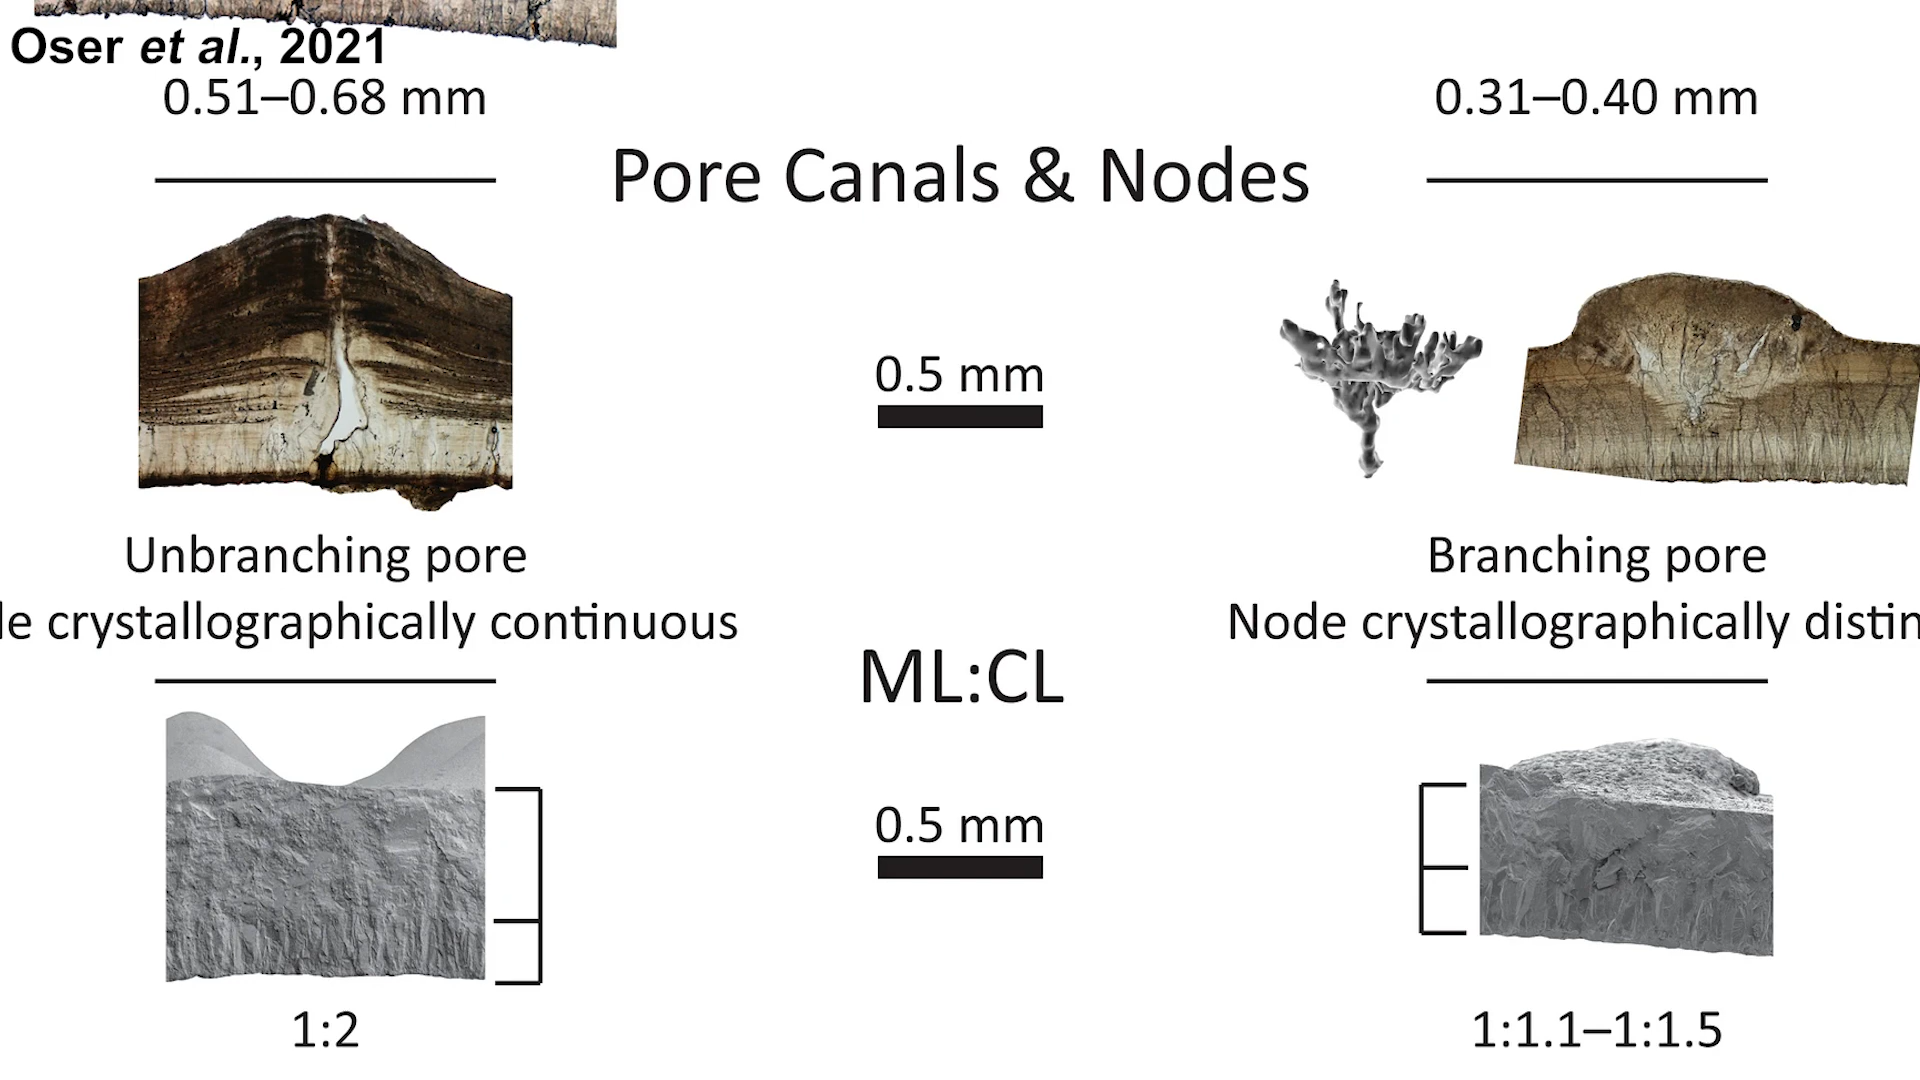 Oser et al., 2021
0.51–0.68 mm
0.31–0.40 mm
Pore Canals & Nodes
0.5 mm
Unbranching pore
Branching pore
crystallographically continuous
Node crystallographically
ML:CL
0.5 mm
1:2
1:1.1–1:1.5